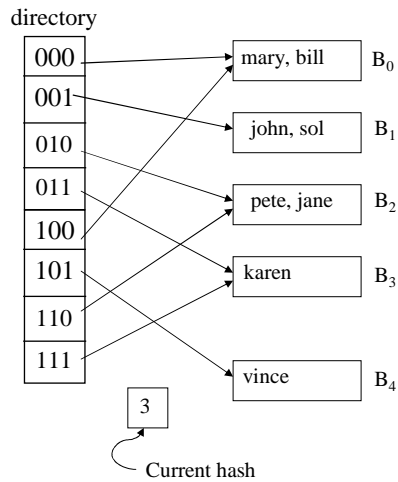 directory
000
001
010
011
100
101
110
111
mary, bill B0
john, sol B1
pete, jane B2
karen B3
vince B4
3
Current hash